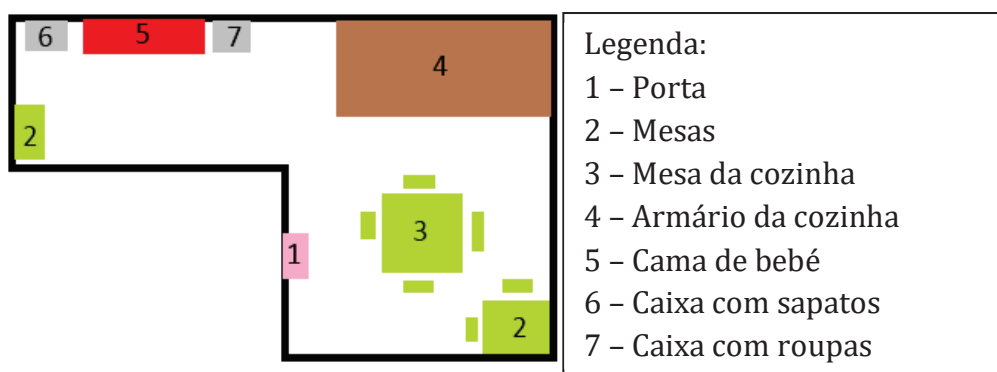 6
5
7
4
2
3
1
2
Legenda:
1 – Porta
2 – Mesas
3 – Mesa da cozinha
4 – Armário da cozinha
5 – Cama de bebé
6 – Caixa com sapatos
7 – Caixa com roupas